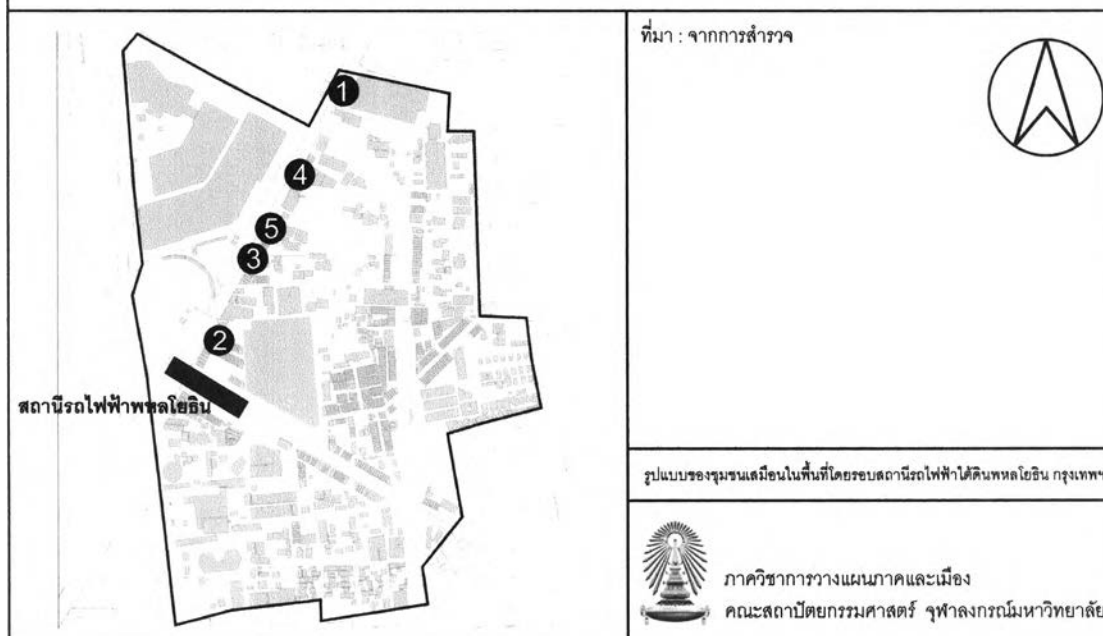 ที่มา : จากการสำรวจ
1
4
5
3
2
สถานีรถไฟฟ้าพหลโยธิน
รูปแบบของชุมชนเสมือนในพื้นที่โดยรอบสถานีรถไฟฟ้าใต้ดินพหลโยธิน กรุงเทพฯ
ภาควิชาการวางแผนภาคและเมือง
คณะสถาปัตยกรรมศาสตร์ จุฬาลงกรณ์มหาวิทยาลัย